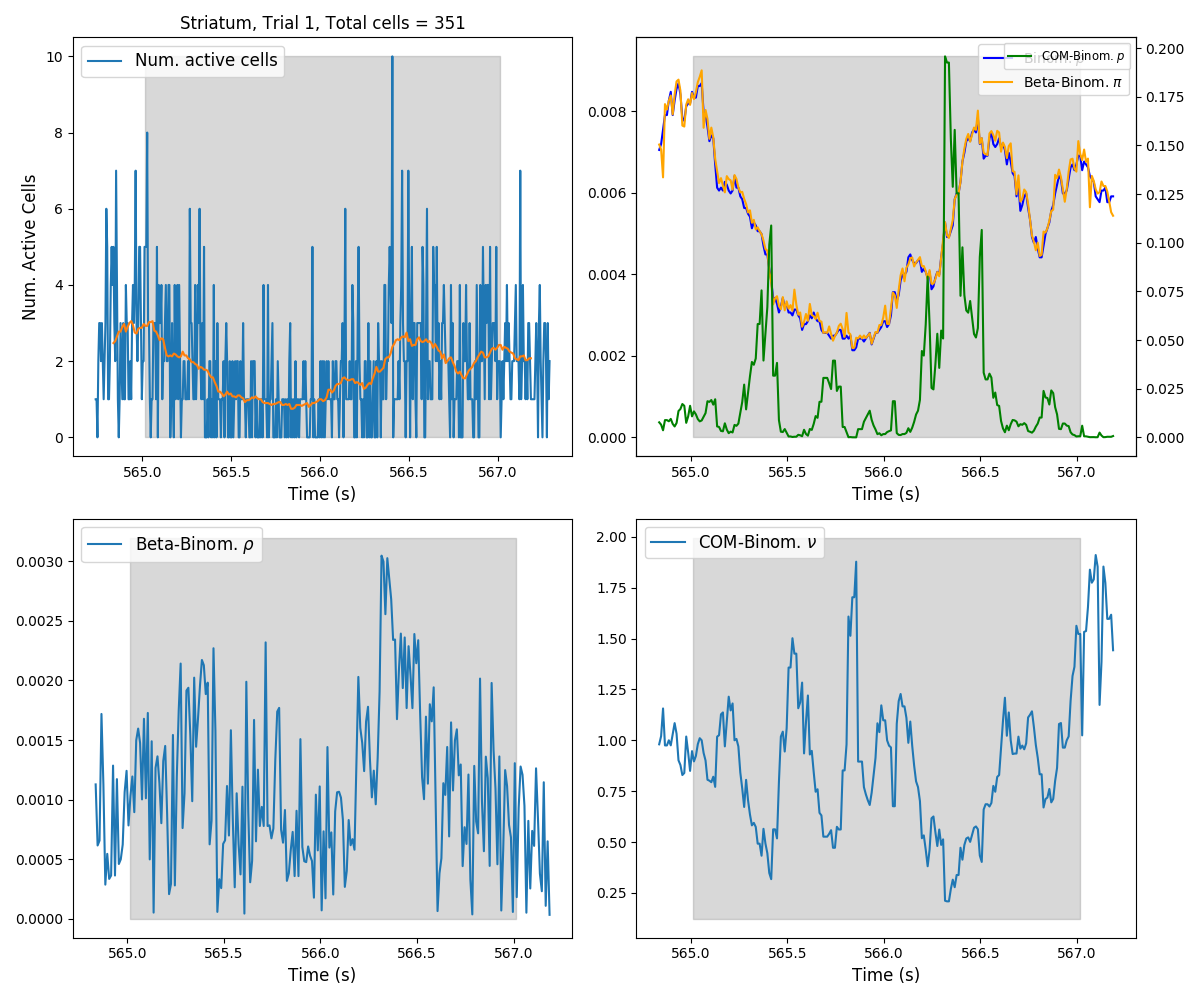 Striatum, Trial 1, Total cells = 351
Num. active cells
Num. Active Cells
10
8
6
4
2
0
565.0 565.5 566.0 566.5 567.0
Time (s)
COM-Binom. p
Binom. p
Beta-Binom. π
0.008
0.006
0.004
0.002
0.000
0.200
0.175
0.150
0.125
0.100
0.075
0.050
0.025
0.000
565.0 565.5 566.0 566.5 567.0
Time (s)
Beta-Binom. ρ
0.0030
0.0025
0.0020
0.0015
0.0010
0.0005
0.0000
565.0 565.5 566.0 566.5 567.0
Time (s)
COM-Binom. ν
2.00
1.75
1.50
1.25
1.00
0.75
0.50
0.25
565.0 565.5 566.0 566.5 567.0
Time (s)